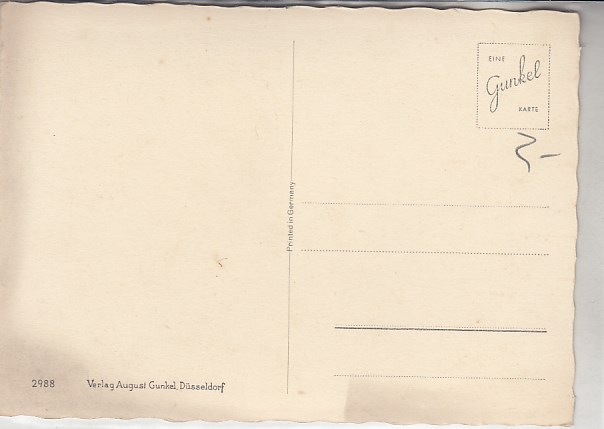 EINE
Gunkel
KARTE
Printed in Germany
2988 Verlag August Gunkel, Düsseldorf